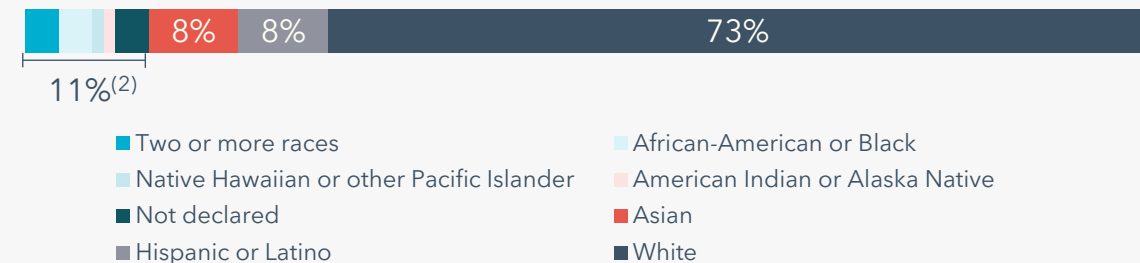 8% 8% 73%
11%(2)
Two or more races African-American or Black
Native Hawaiian or other Pacific Islander American Indian or Alaska Native
Not declared Asian
Hispanic or Latino White